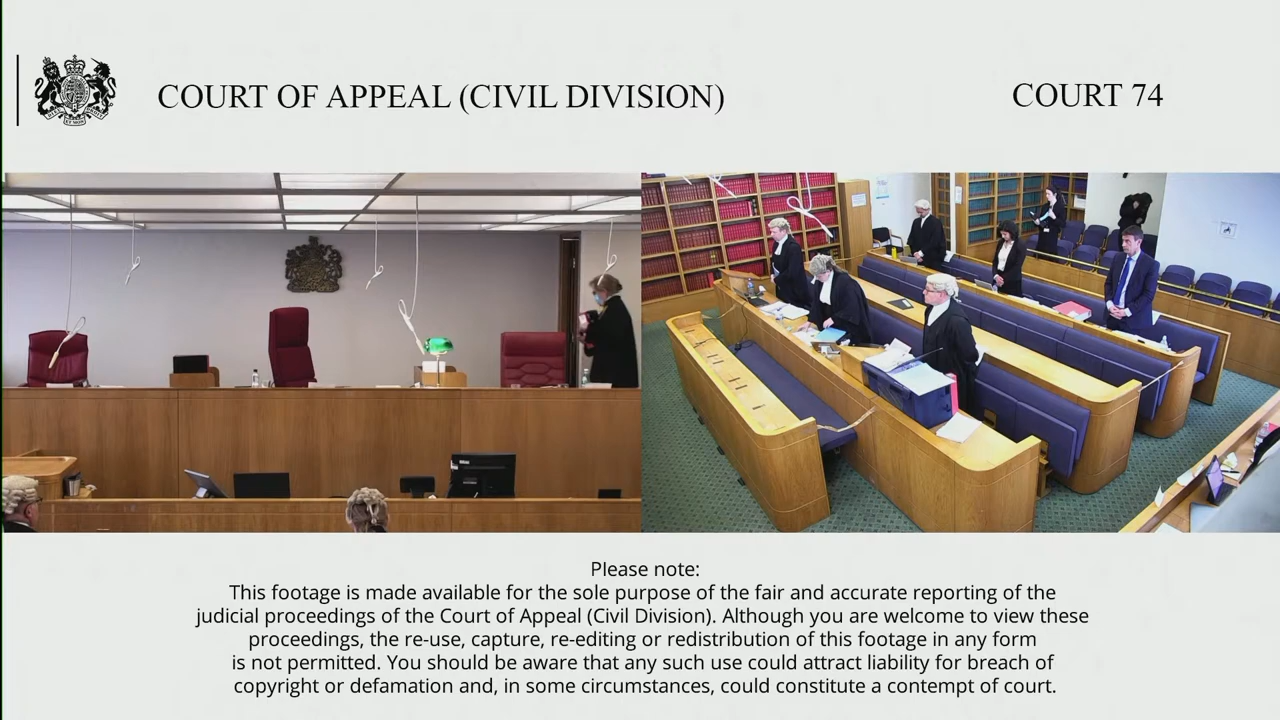 COURT OF APPEAL (CIVIL DIVISION)
COURT 74
Please note:
This footage is made available for the sole purpose of the fair and accurate reporting of the
judicial proceedings of the Court of Appeal (Civil Division). Although you are welcome to view these
proceedings, the re-use, capture, re-editing or redistribution of this footage in any form
is not permitted. You should be aware that any such use could attract liability for breach of
copyright or defamation and, in some circumstances, could constitute a contempt of court.